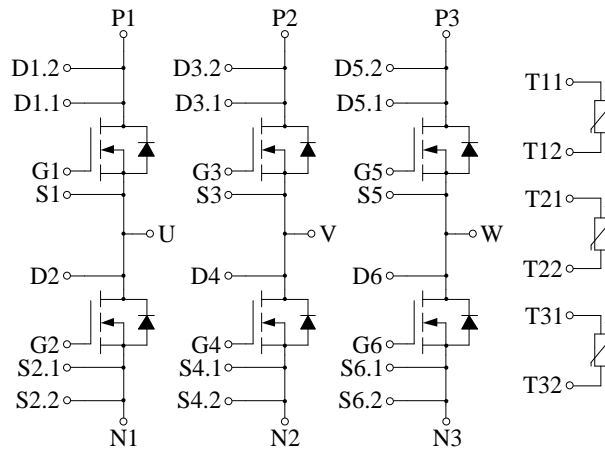 P1 P2 P3
D1.2 D3.2 D5.2
T11
D1.1 D3.1 D5.1
T12
G1 G3 G5
S1 S3 S5
T21
U V W
T22
D2 D4 D6
T31
G2 G4 G6
S2.1 S4.1 S6.1
T32
S2.2 S4.2 S6.2
N1 N2 N3